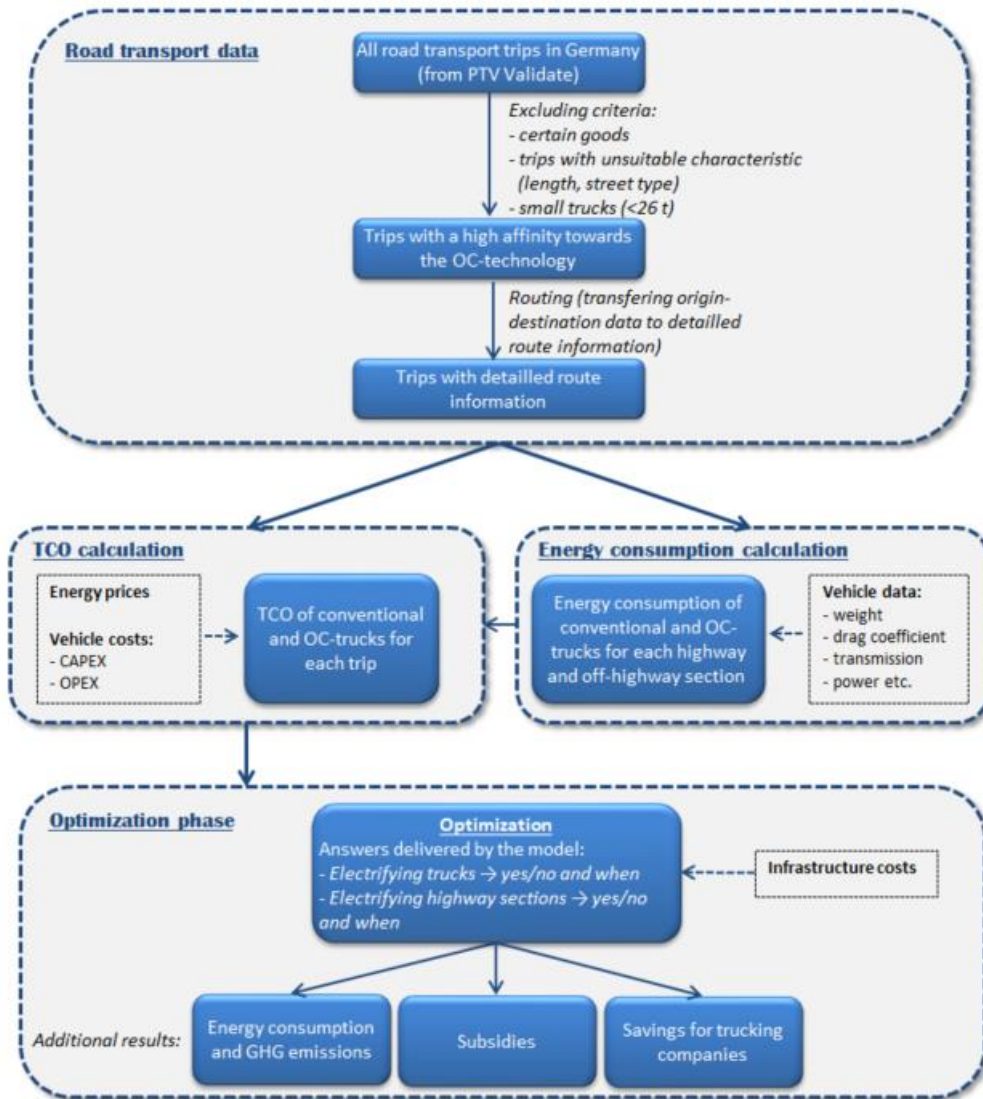 Road transport data
All road transport trips in Germany
(from PTV Validate)
Excluding criteria:
- certain goods
- trips with unsuitable characteristic
(length, street type)
- small trucks (<26 t)
Trips with a high affinity towards
the OC-technology
Routing (transfering origin-
destination data to detailled
route information)
Trips with detailled route
information
TCO calculation
Energy prices
Vehicle costs:
- CAPEX
- OPEX
TCO of conventional
and OC-trucks for
each trip
Energy consumption calculation
Energy consumption of
conventional and OC-
trucks for each highway
and off-highway section
Vehicle data:
- weight
- drag coefficient
- transmission
- power etc.
Optimization phase
Optimization
Answers delivered by the model:
- Electrifying trucks → yes/no and when
- Electrifying highway sections → yes/no
and when
Infrastructure costs
Additional results:
Energy consumption
and GHG emissions
Subsidies
Savings for trucking
companies